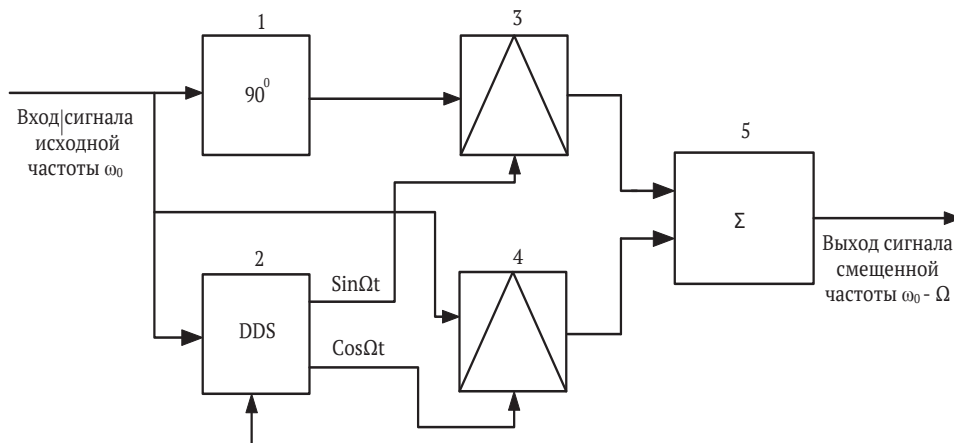 1
3
90⁰
Вход сигнала
исходной
частоты ω₀
5
Σ
2
SinΩt
4
DDS
CosΩt
Выход сигнала
смещенной
частоты ω₀ - Ω